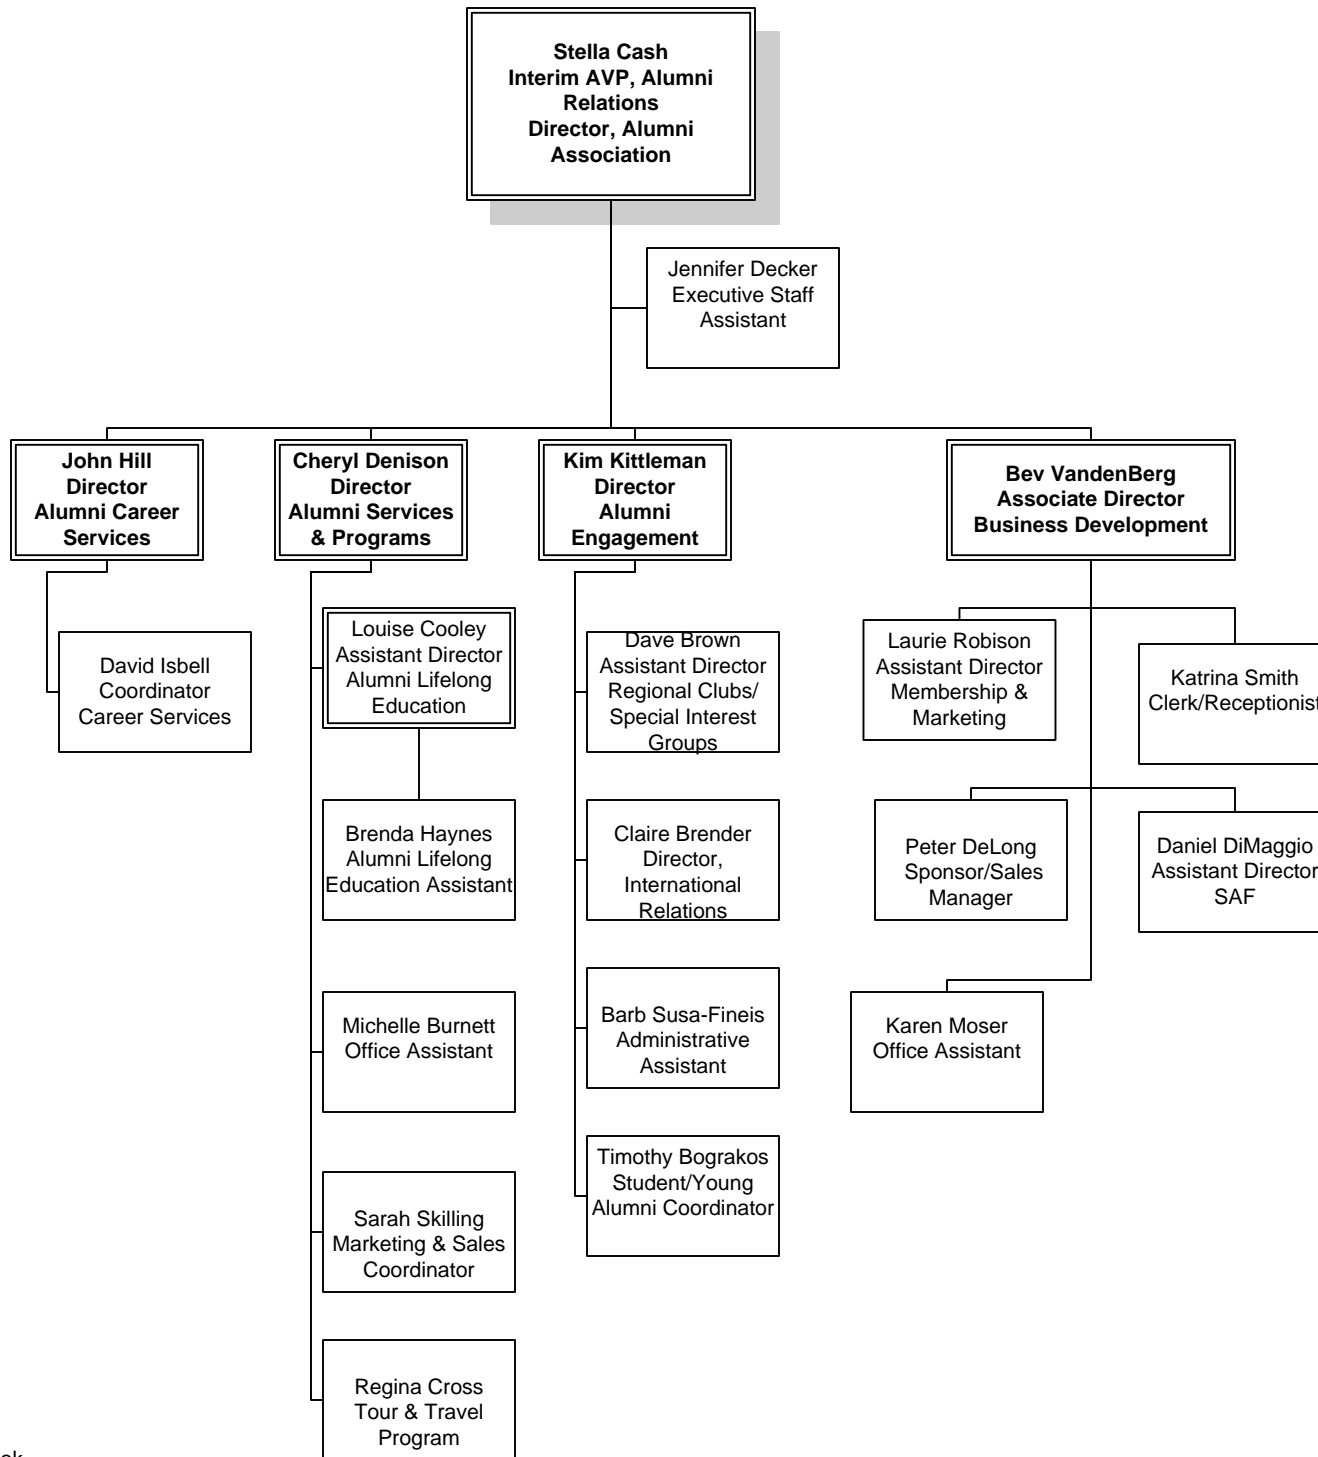 Stella Cash
Interim AVP, Alumni
Relations
Director, Alumni
Association
Jennifer Decker
Executive Staff
Assistant
John Hill
Director
Alumni Career
Services
Cheryl Denison
Director
Alumni Services
& Programs
Kim Kittleman
Director
Alumni
Engagement
Bev VandenBerg
Associate Director
Business Development
David Isbell
Coordinator
Career Services
Louise Cooley
Assistant Director
Alumni Lifelong
Education
Brenda Haynes
Alumni Lifelong
Education Assistant
Michelle Burnett
Office Assistant
Sarah Skilling
Marketing & Sales
Coordinator
Regina Cross
Tour & Travel
Program
Dave Brown
Assistant Director
Regional Clubs/
Special Interest
Groups
Claire Brender
Director,
International
Relations
Barb Susa-Fineis
Administrative
Assistant
Timothy Bograkos
Student/Young
Alumni Coordinator
Laurie Robison
Assistant Director
Membership &
Marketing
Katrina Smith
Clerk/Receptionist
Peter DeLong
Sponsor/Sales
Manager
Daniel DiMaggio
Assistant Director
SAF
Karen Moser
Office Assistant